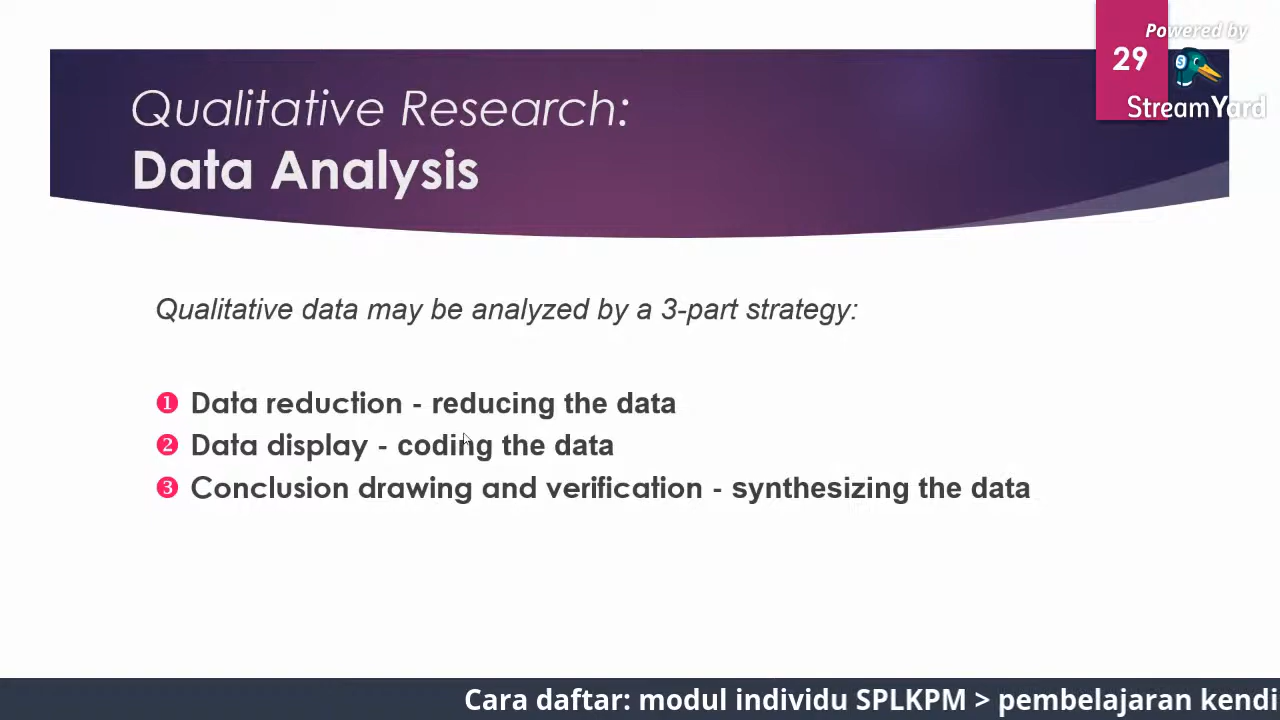 Powered by
29
StreamYard
Qualitative Research:
Data Analysis
Qualitative data may be analyzed by a 3-part strategy:
❶ Data reduction - reducing the data
❷ Data display - coding the data
❸ Conclusion drawing and verification - synthesizing the data
Cara daftar: modul individu SPLKPM > pembelajaran kendi